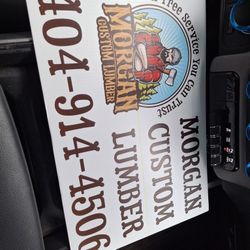 Tree Service You Can Trust
MORGAN
CUSTOM LUMBER
MORGAN
CUSTOM
LUMBER
404-914-4506